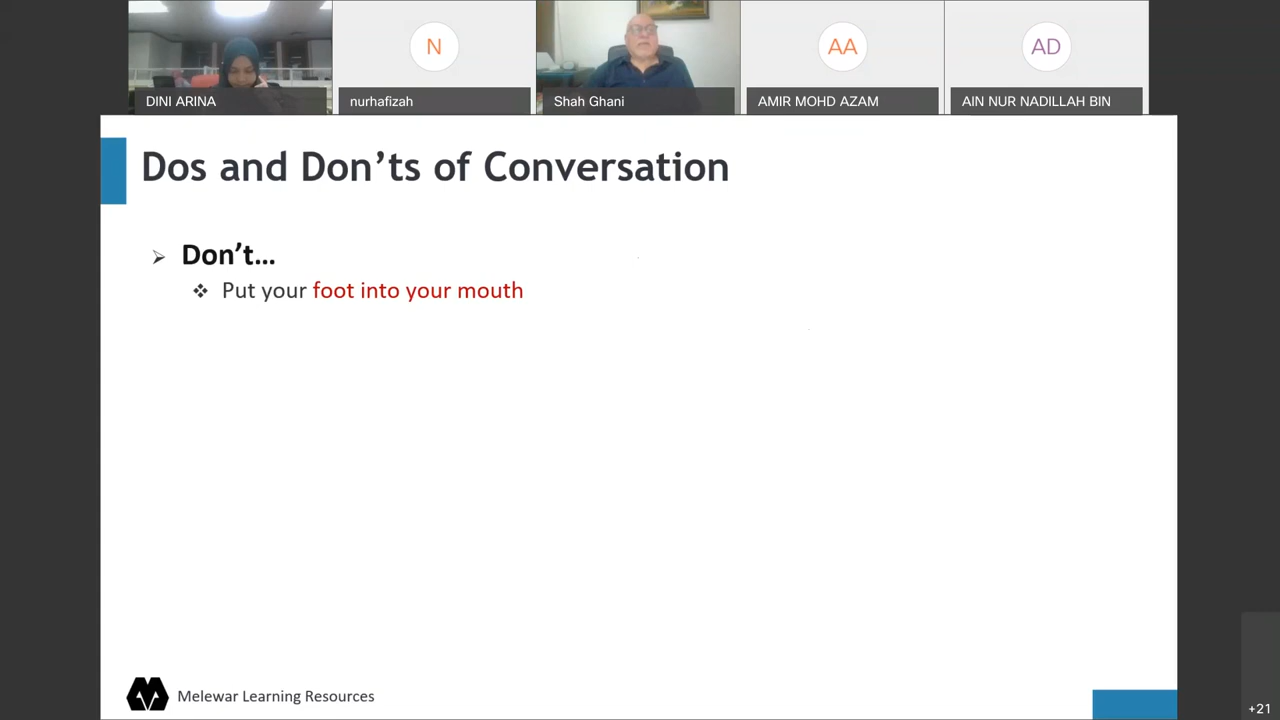 DINI ARINA
N
nurhafizah
Shah Ghani
AA
AMIR MOHD AZAM
AD
AIN NUR NADILLAH BIN
Dos and Don’ts of Conversation
➢ Don’t…
❖ Put your foot into your mouth
Melewar Learning Resources
+21